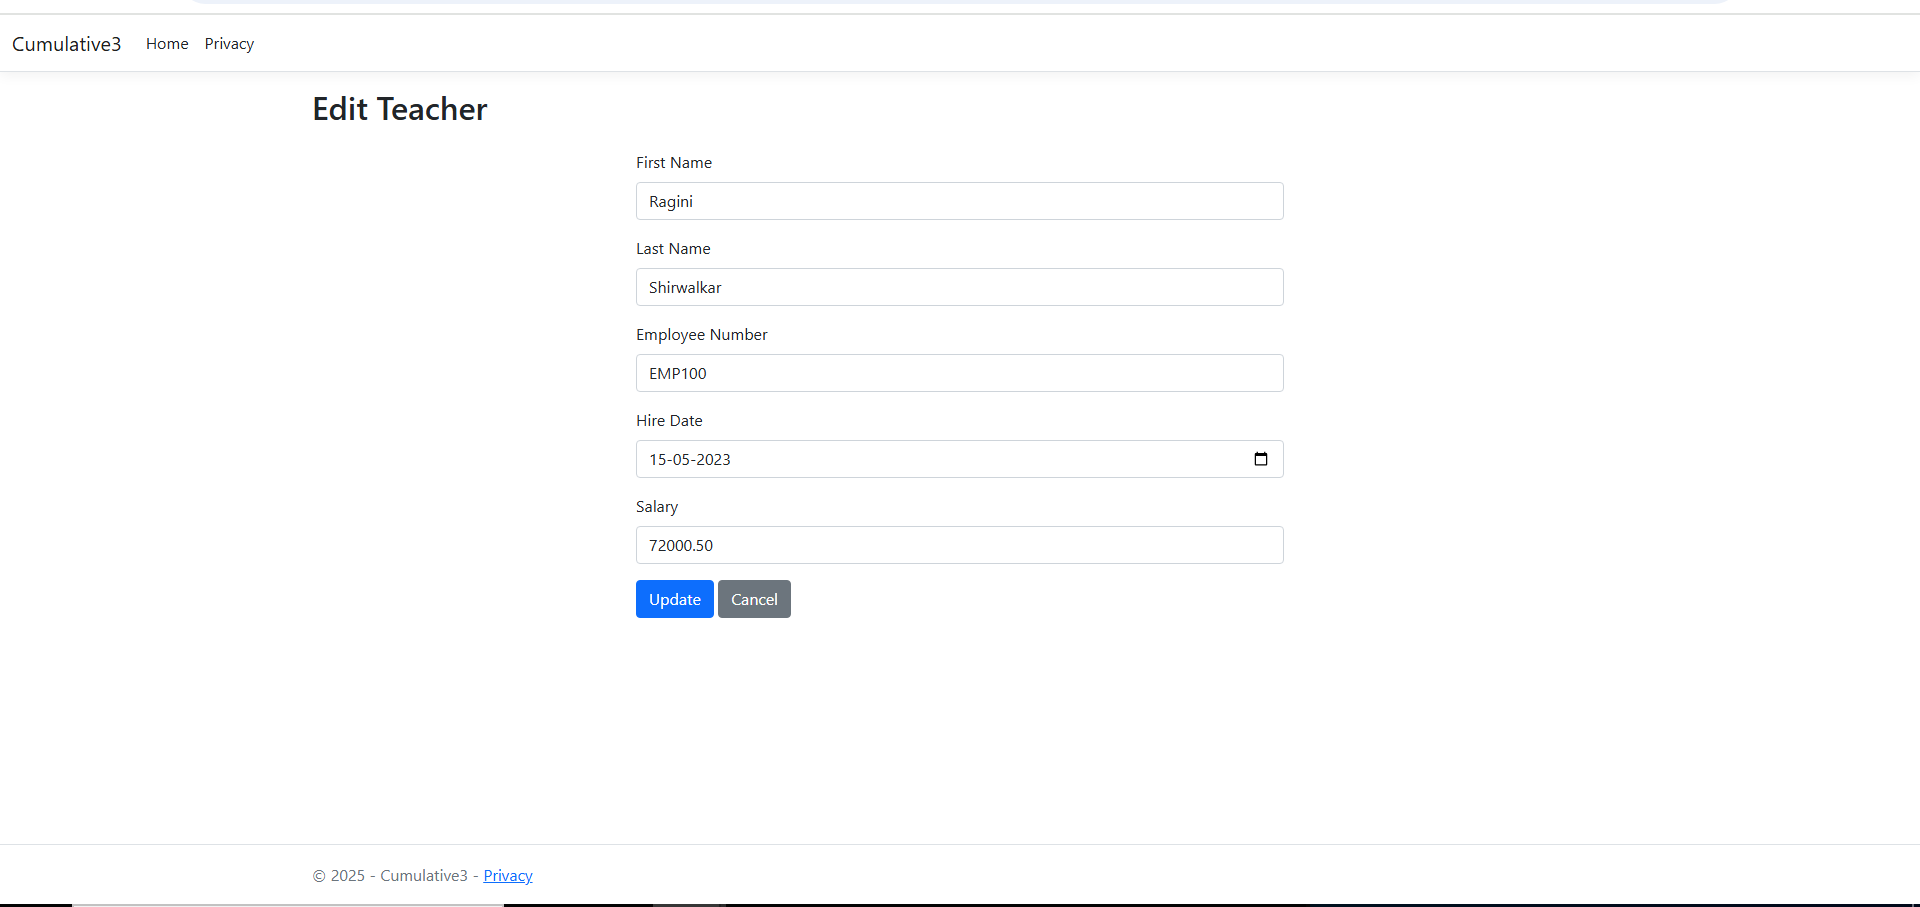 Cumulative3 Home Privacy
Edit Teacher
First Name
Ragini
Last Name
Shirwalkar
Employee Number
EMP100
Hire Date
15-05-2023
Salary
72000.50
Update Cancel
© 2025 - Cumulative3 - Privacy